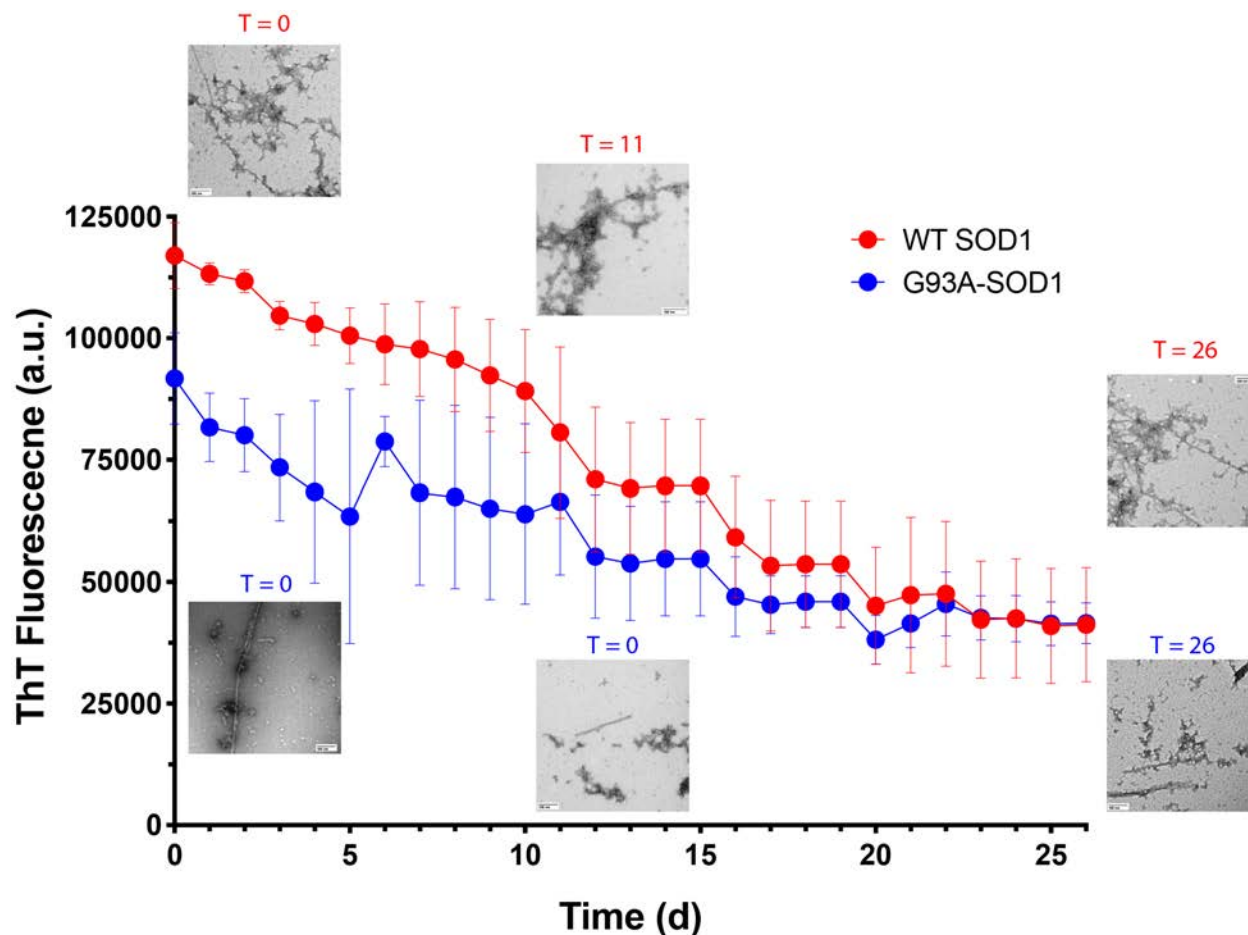 T = 0
T = 11
125000
WT SOD1
G93A-SOD1
100000
T = 26
75000
50000
T = 0
T = 0
T = 26
25000
0
0 5 10 15 20 25
ThT Fluorescecne (a.u.)
Time (d)